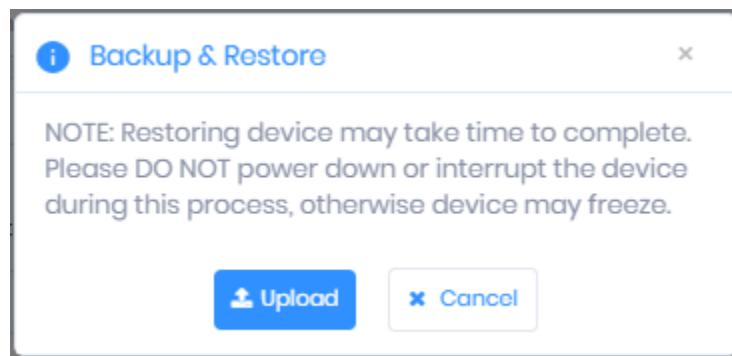 Backup & Restore
NOTE: Restoring device may take time to complete.
Please DO NOT power down or interrupt the device
during this process, otherwise device may freeze.
Upload
Cancel